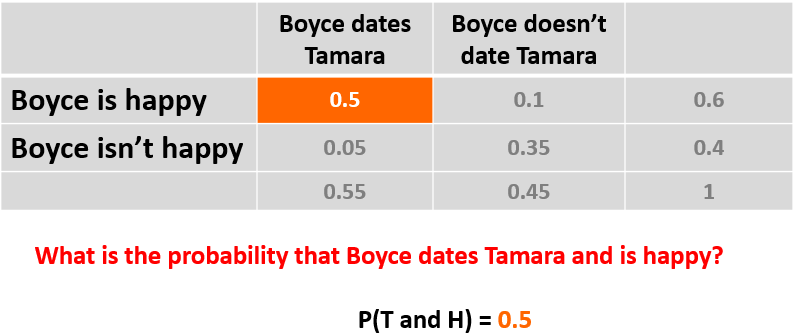 Boyce dates Tamara
Boyce doesn’t date Tamara
Boyce is happy 0.5 0.1 0.6
Boyce isn’t happy 0.05 0.35 0.4
0.55 0.45 1
What is the probability that Boyce dates Tamara and is happy?
P(T and H) = 0.5